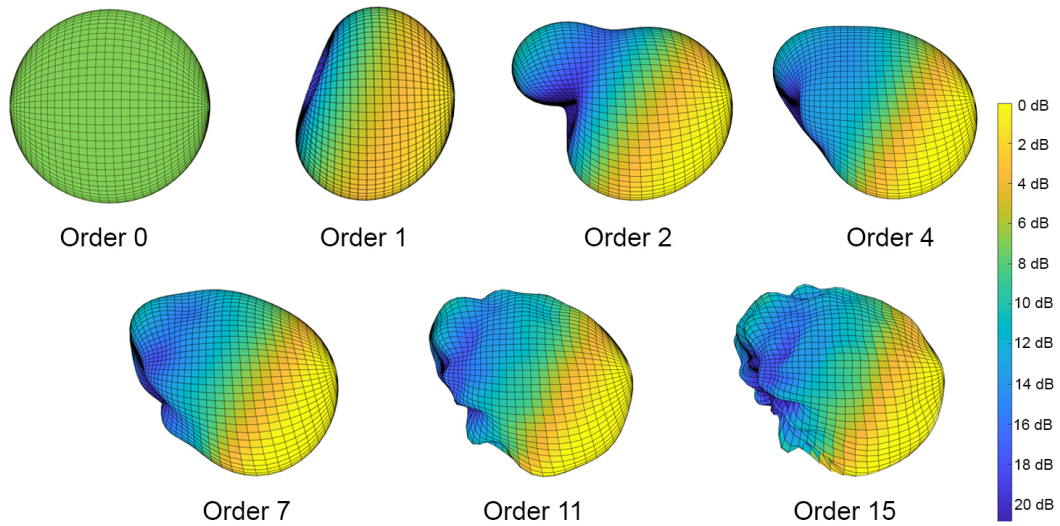 Order 0
Order 1
Order 2
Order 4
0 dB
2 dB
4 dB
6 dB
8 dB
10 dB
12 dB
14 dB
16 dB
18 dB
20 dB
Order 7
Order 11
Order 15